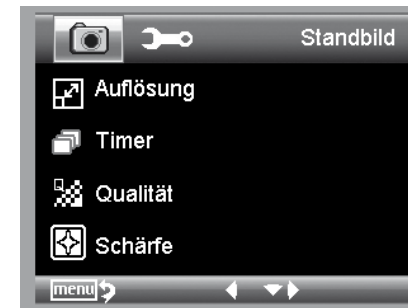 Standbild
Auflösung
Timer
Qualität
Schärfe
menu